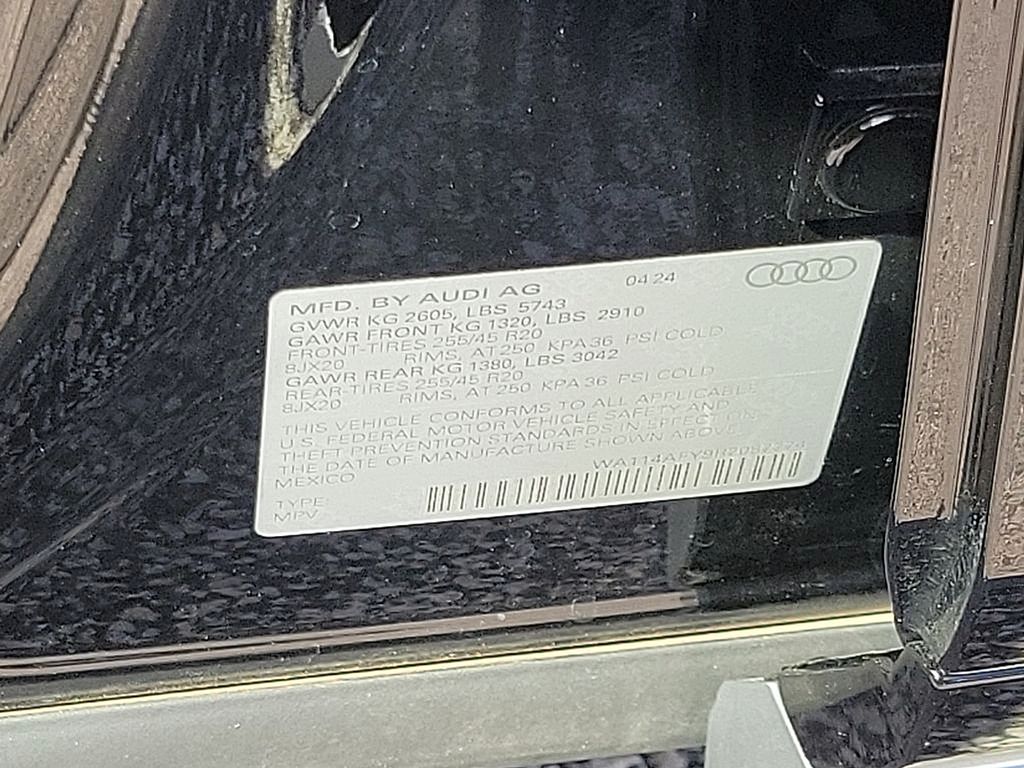 MFD. BY AUDI AG 04 24
GVWR KG 2605, LBS 5743
GAWR FRONT KG 1320, LBS 2910
FRONT-TIRES 255/45 R20
8JX20 RIMS, AT 250 KPA 36 PSI COLD
GAWR REAR KG 1380, LBS 3042
REAR-TIRES 255/45 R20
8JX20 RIMS, AT 250 KPA 36 PSI COLD
THIS VEHICLE CONFORMS TO ALL APPLICABLE
U.S. FEDERAL MOTOR VEHICLE SAFETY AND
THEFT PREVENTION STANDARDS IN EFFECT ON
THE DATE OF MANUFACTURE SHOWN ABOVE
MEXICO
TYPE:
MPV